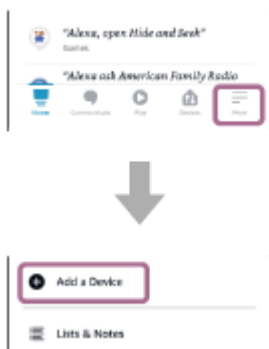 "Alexa, open Hide and Seek"
Games
"Alexa ask American Family Radio
Home Communicate Play Devices More
Add a Device
Lists & Notes